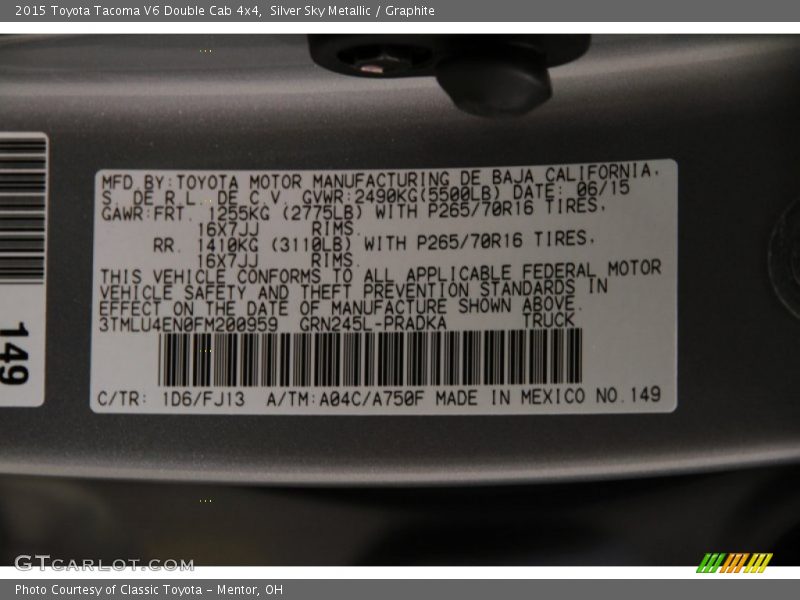 2015 Toyota Tacoma V6 Double Cab 4x4, Silver Sky Metallic / Graphite
MFD.BY:TOYOTA MOTOR MANUFACTURING DE BAJA CALIFORNIA,
S. DE R.L. DE C.V. GVWR:2490KG(5500LB) DATE: 06/15
GAWR:FRT. 1255KG (2775LB) WITH P265/70R16 TIRES,
16X7JJ RIMS.
RR. 1410KG (3110LB) WITH P265/70R16 TIRES,
16X7JJ RIMS.
THIS VEHICLE CONFORMS TO ALL APPLICABLE FEDERAL MOTOR
VEHICLE SAFETY AND THEFT PREVENTION STANDARDS IN
EFFECT ON THE DATE OF MANUFACTURE SHOWN ABOVE.
3TMLU4EN0FM200959 GRN245L-PRADKA TRUCK
C/TR: 1D6/FJ13 A/TM:A04C/A750F MADE IN MEXICO NO.149
149
GTCARLOT.COM
Photo Courtesy of Classic Toyota - Mentor, OH